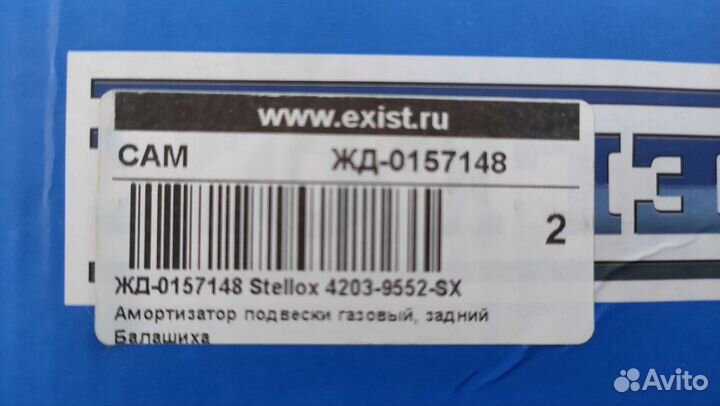 www.exist.ru
САМ ЖД-0157148
2
ЖД-0157148 Stellox 4203-9552-SX
Амортизатор подвески газовый, задний
Балашиха
Avito